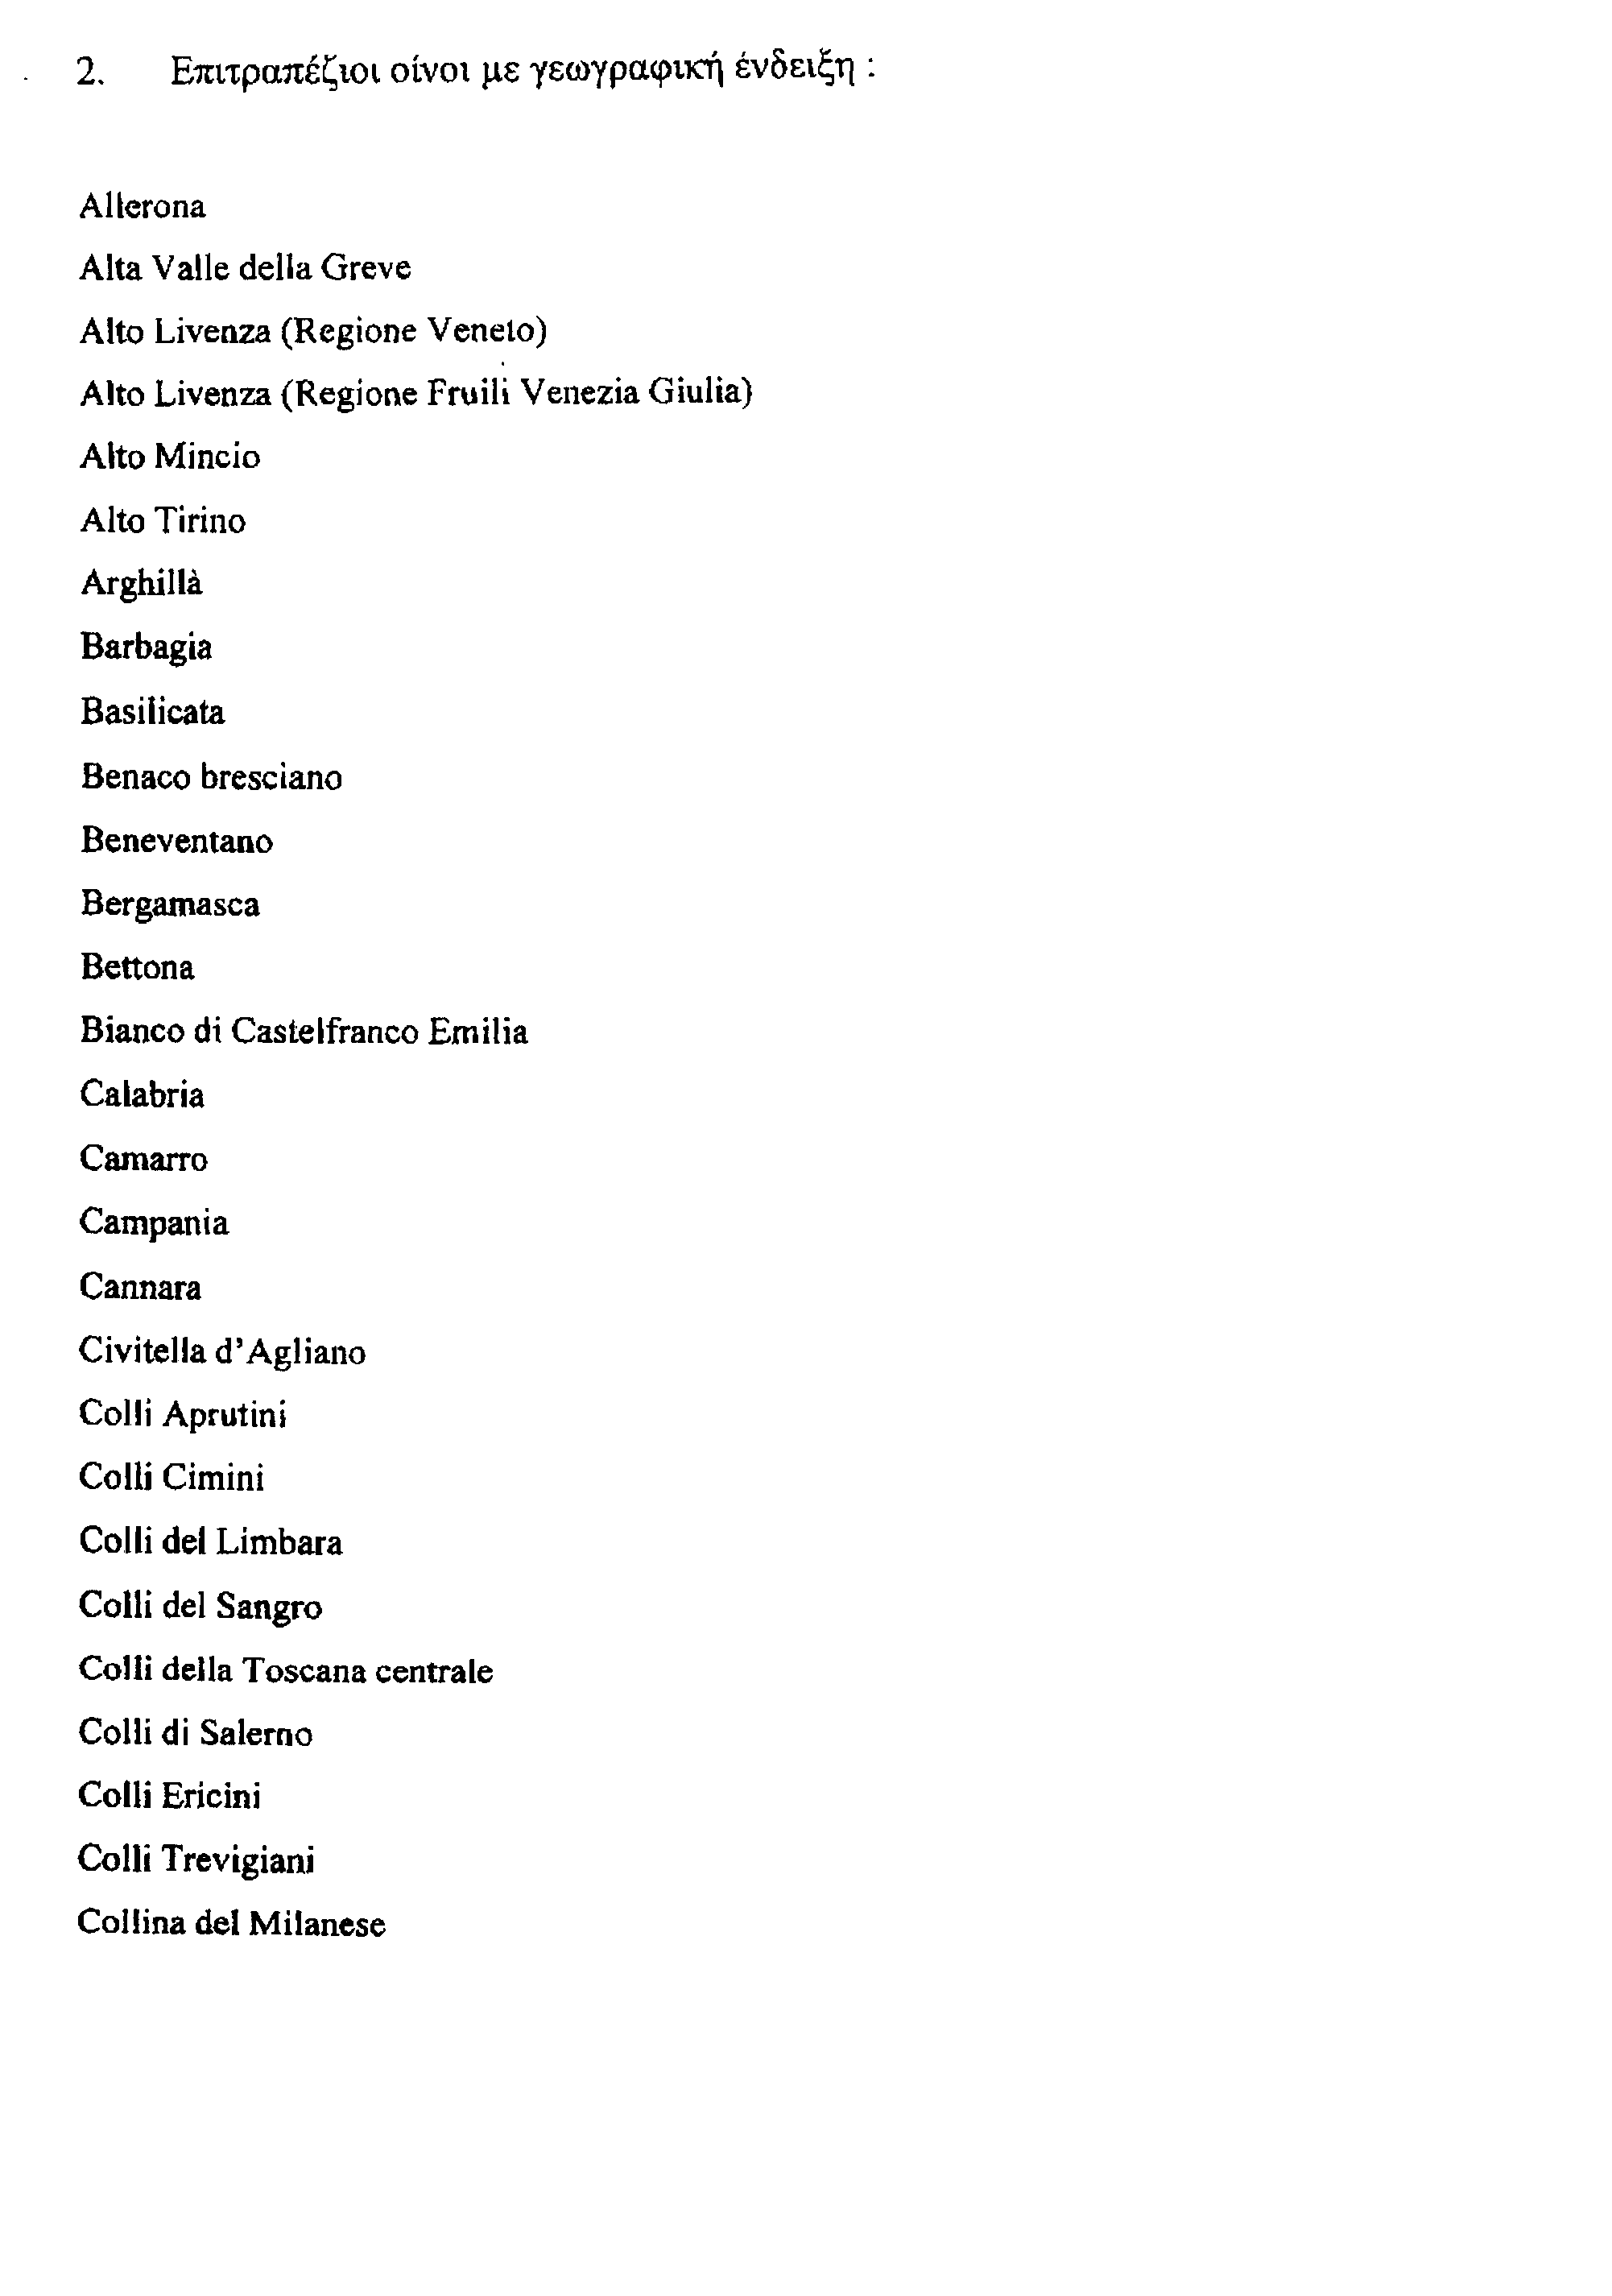 2. Επιτραπέζιοι οίνοι με γεωγραφική ένδειξη :
Allerona
Alta Valle della Greve
Alto Livenza (Regione Veneto)
Alto Livenza (Regione Fruili Venezia Giulia)
Alto Mincio
Alto Tirino
Arghillà
Barbagia
Basilicata
Benaco bresciano
Beneventano
Bergamasca
Bettona
Bianco di Castelfranco Emilia
Calabria
Camarro
Campania
Cannara
Civitella d'Agliano
Colli Aprutini
Colli Cimini
Colli del Limbara
Colli del Sangro
Colli della Toscana centrale
Colli di Salerno
Colli Ericini
Colli Trevigiani
Collina del Milanese